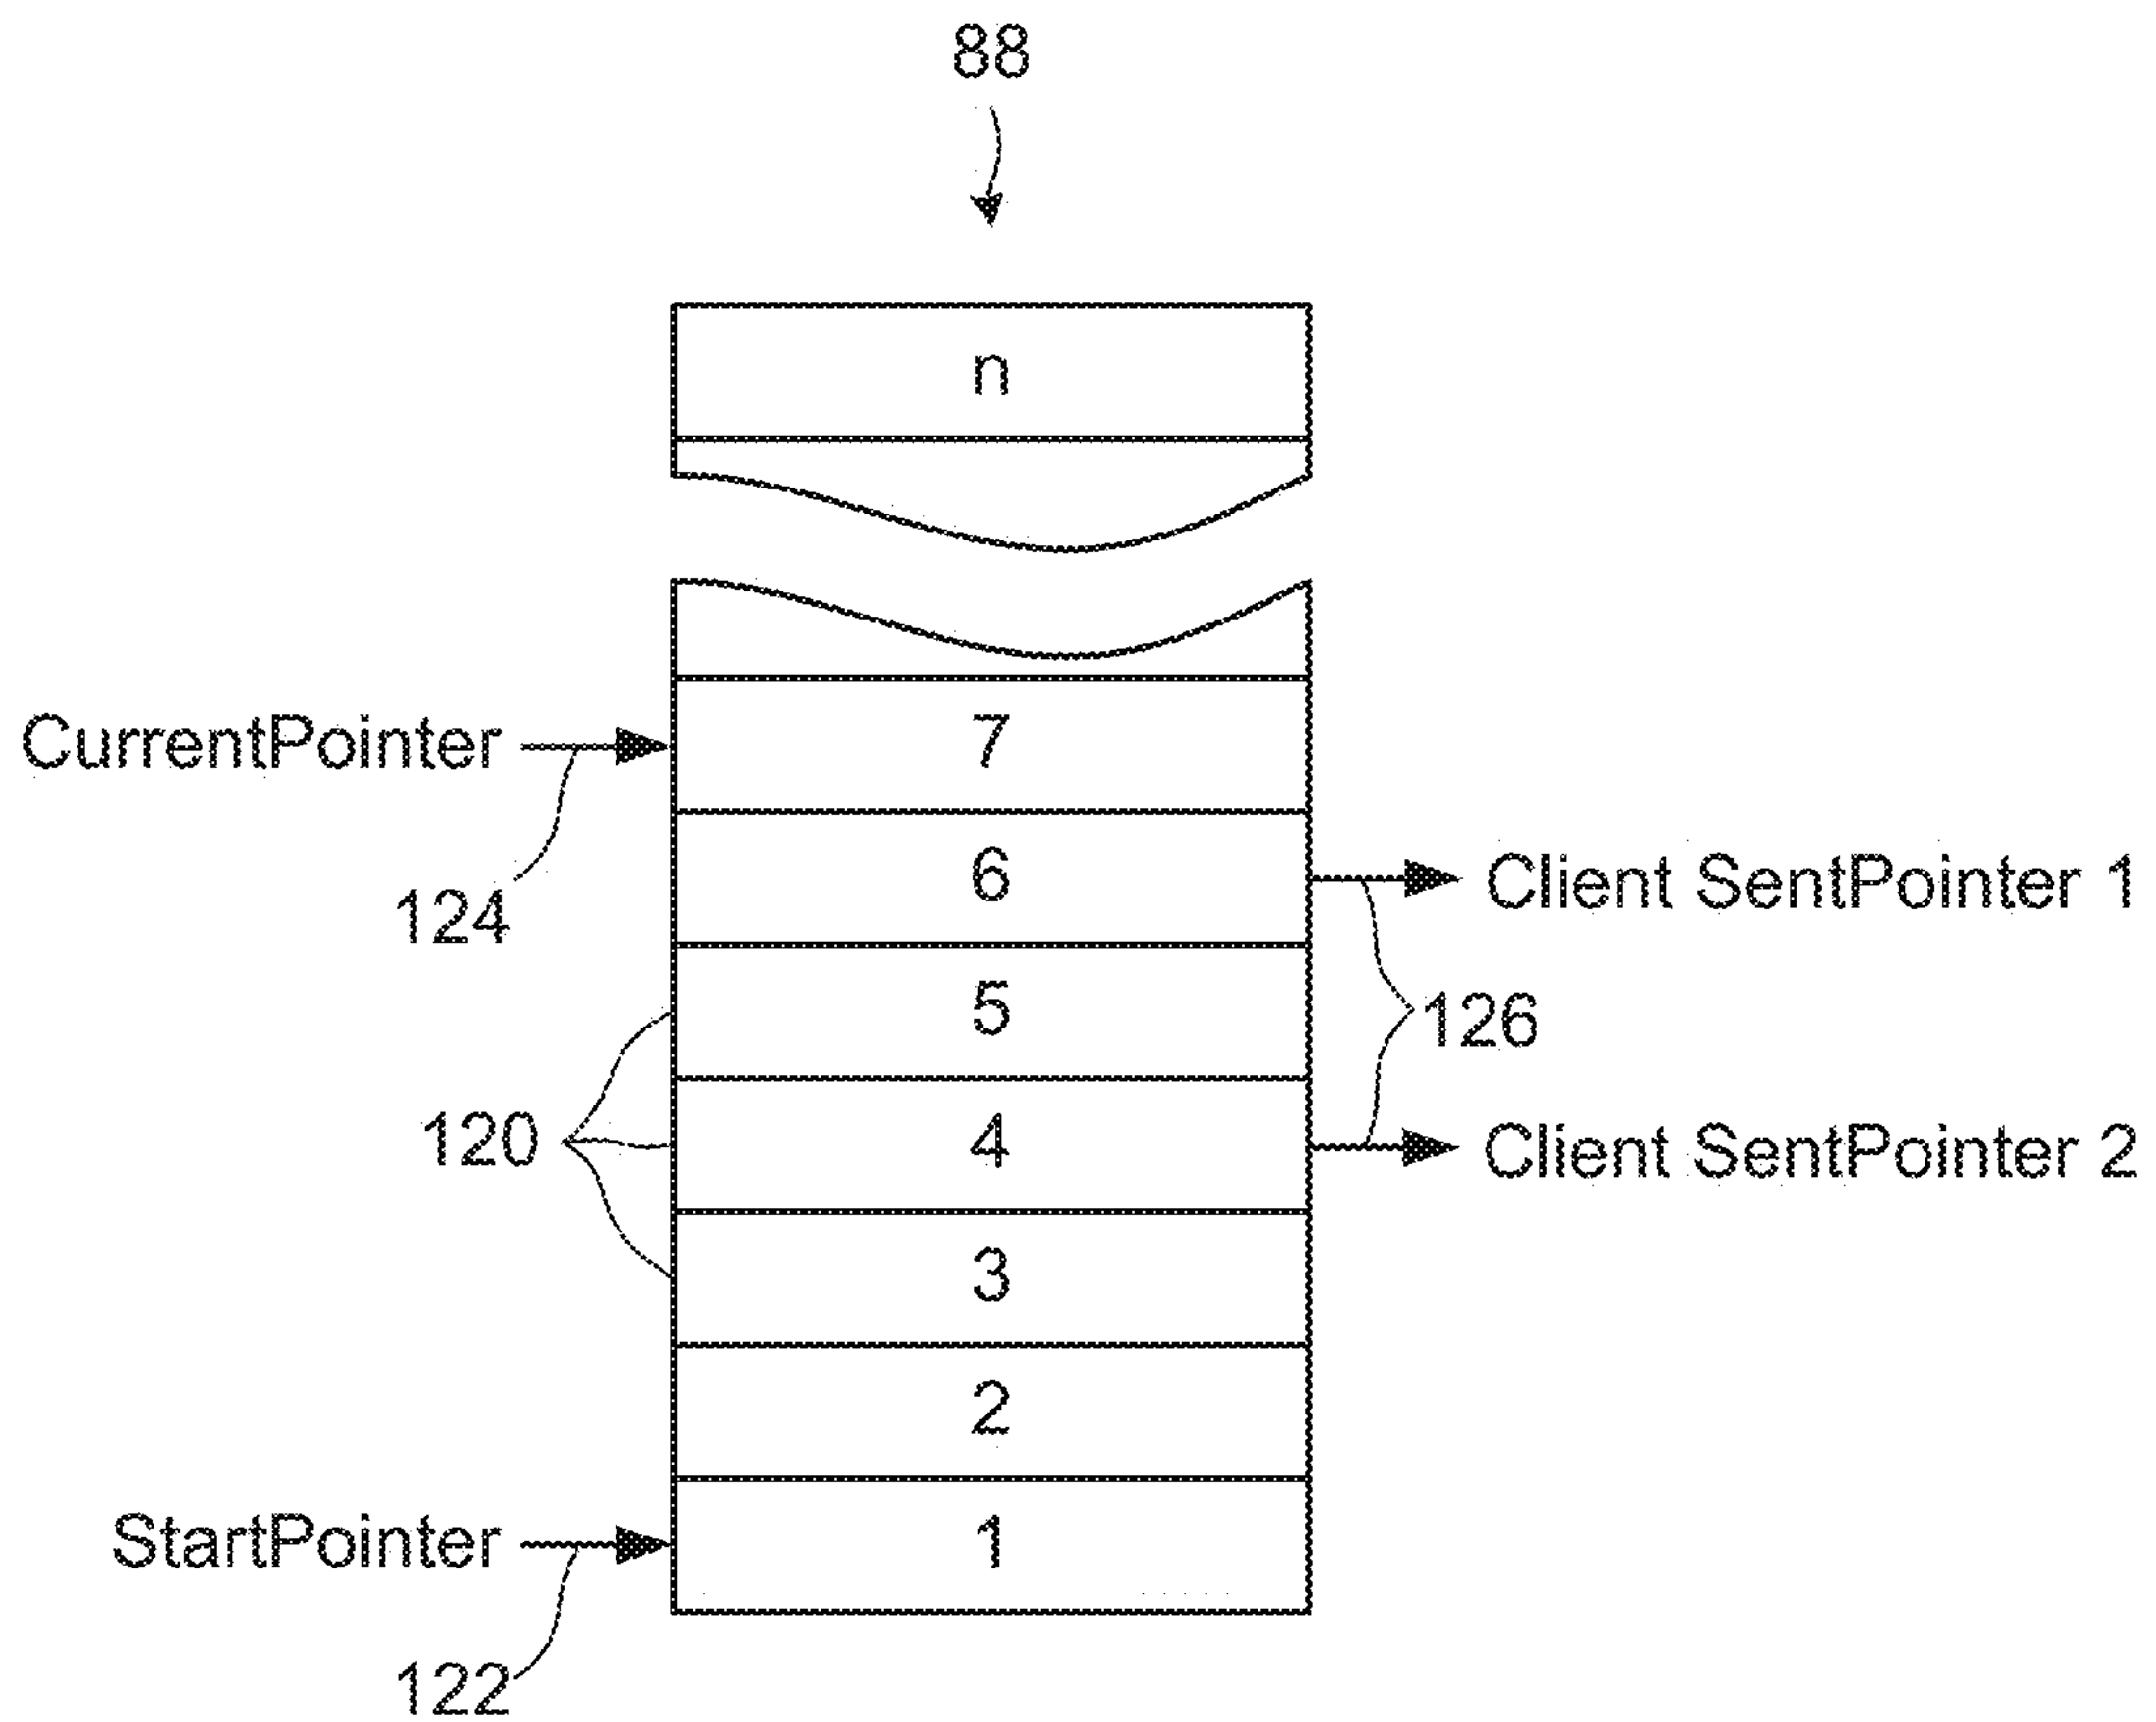 88
n
CurrentPointer
7
124
6
Client SentPointer 1
5
126
120
4
Client SentPointer 2
3
2
StartPointer
1
122